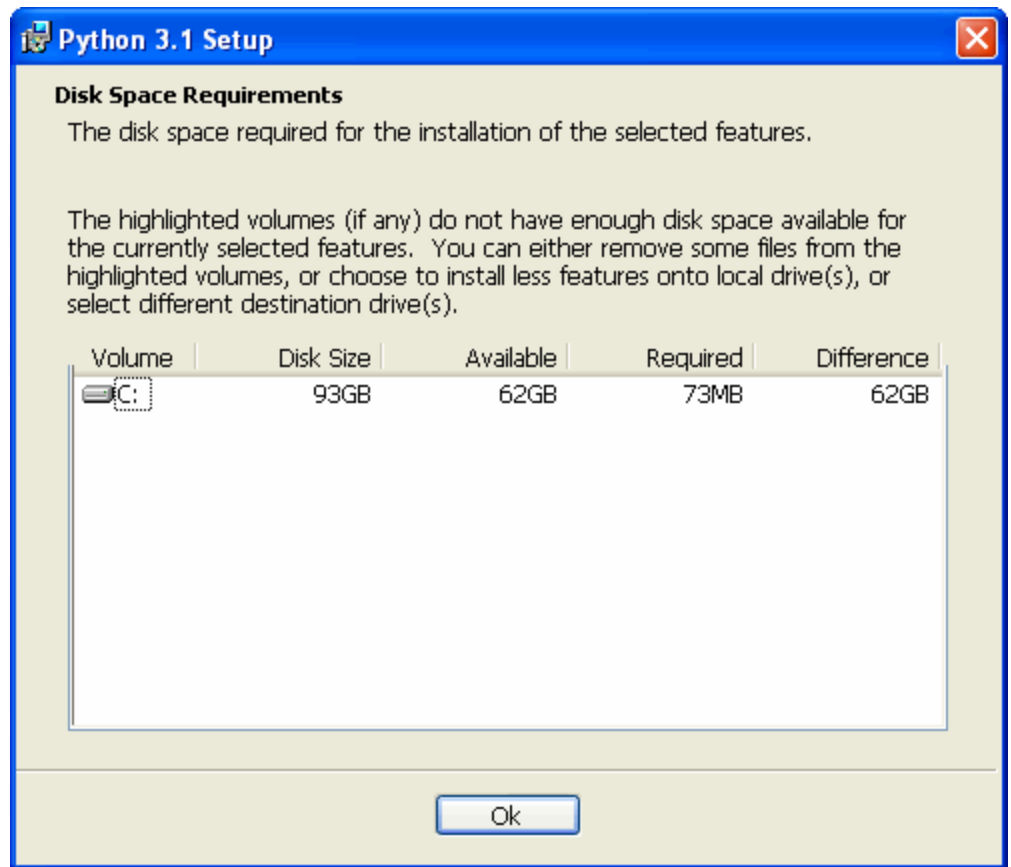 Python 3.1 Setup
Disk Space Requirements
The disk space required for the installation of the selected features.
The highlighted volumes (if any) do not have enough disk space available for
the currently selected features. You can either remove some files from the
highlighted volumes, or choose to install less features onto local drive(s), or
select different destination drive(s).
Volume Disk Size Available Required Difference
C: 93GB 62GB 73MB 62GB
Ok